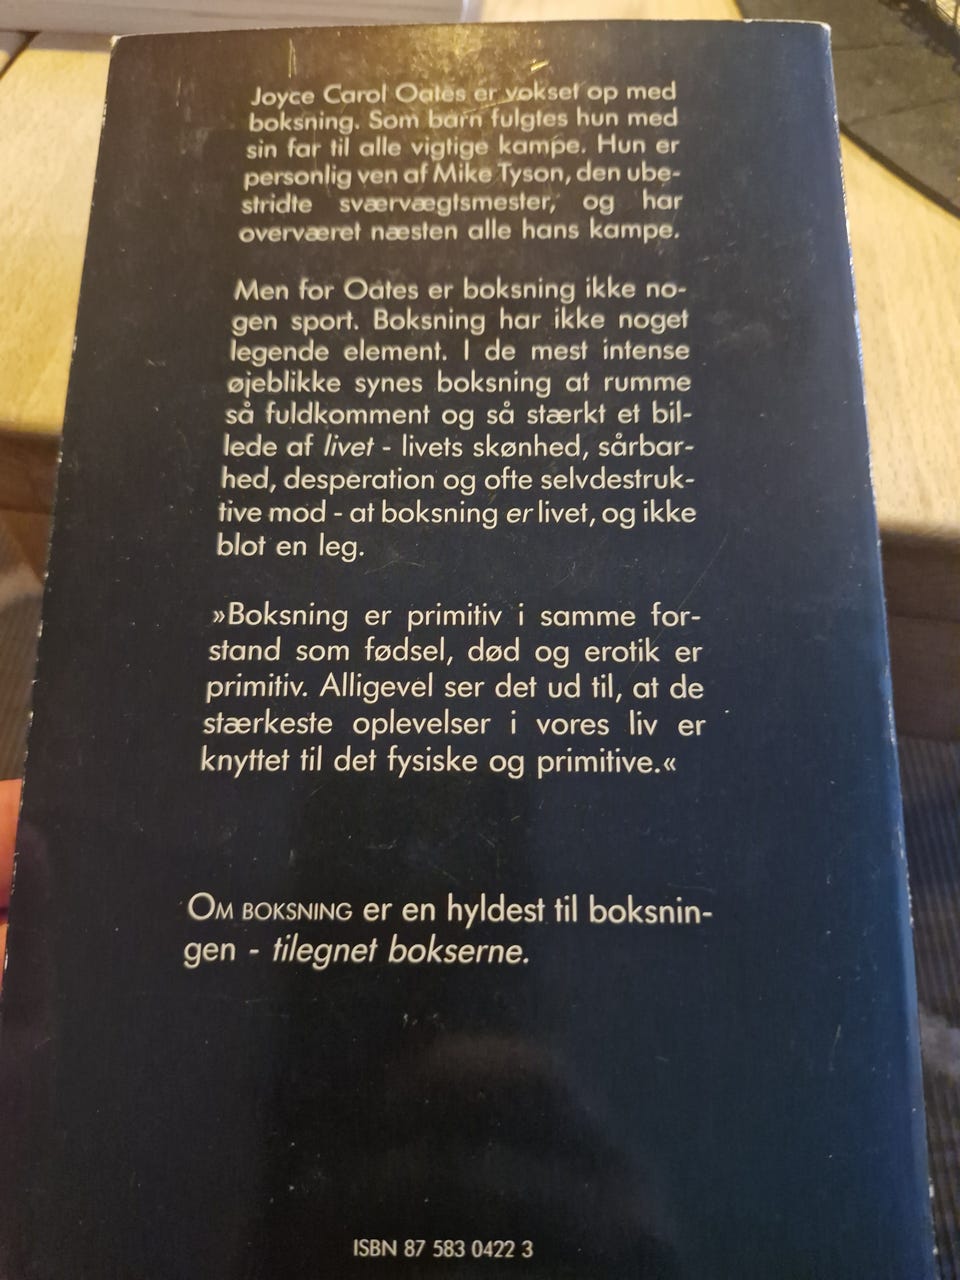 Joyce Carol Oates er vokset op med
boksning. Som barn fulgtes hun med
sin far til alle vigtige kampe. Hun er
personlig ven af Mike Tyson, den ube-
stridte sværvægtsmester, og har
overværet næsten alle hans kampe.
Men for Oates er boksning ikke no-
gen sport. Boksning har ikke noget
legende element. I de mest intense
øjeblikke synes boksning at rumme
så fuldkomment og så stærkt et bil-
lede af livet - livets skønhed, sårbar-
hed, desperation og ofte selvdestruk-
tive mod - at boksning er livet, og ikke
blot en leg.
»Boksning er primitiv i samme for-
stand som fødsel, død og erotik er
primitiv. Alligevel ser det ud til, at de
stærkeste oplevelser i vores liv er
knyttet til det fysiske og primitive.«
OM BOKSNING er en hyldest til boksnin-
gen - tilegnet bokserne.
ISBN 87 583 0422 3